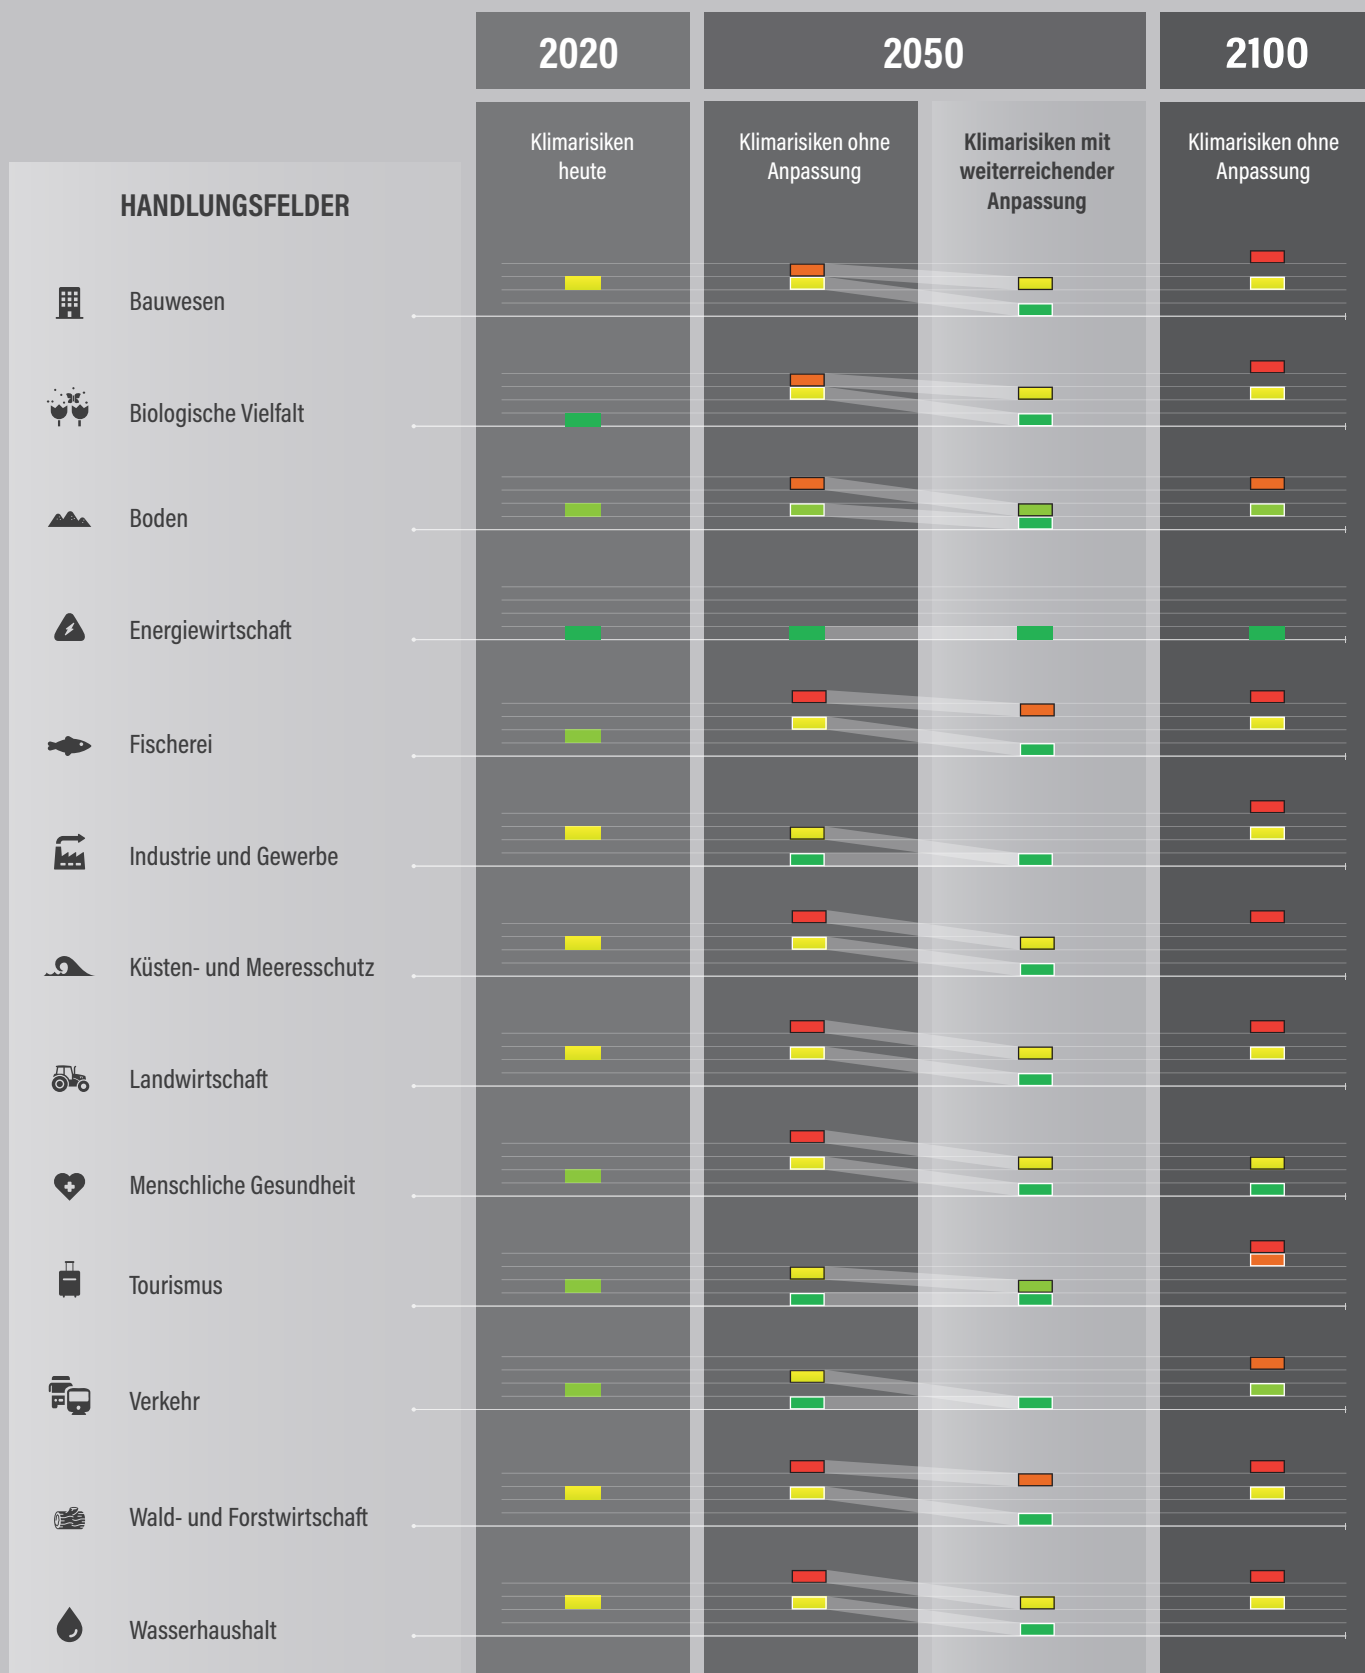 2020
2050
2100
Klimarisiken
heute
Klimarisiken ohne
Anpassung
Klimarisiken mit
weiterreichender
Anpassung
Klimarisiken ohne
Anpassung
HANDLUNGSFELDER
Bauwesen
Biologische Vielfalt
Boden
Energiewirtschaft
Fischerei
Industrie und Gewerbe
Küsten- und Meeresschutz
Landwirtschaft
Menschliche Gesundheit
Tourismus
Verkehr
Wald- und Forstwirtschaft
Wasserhaushalt